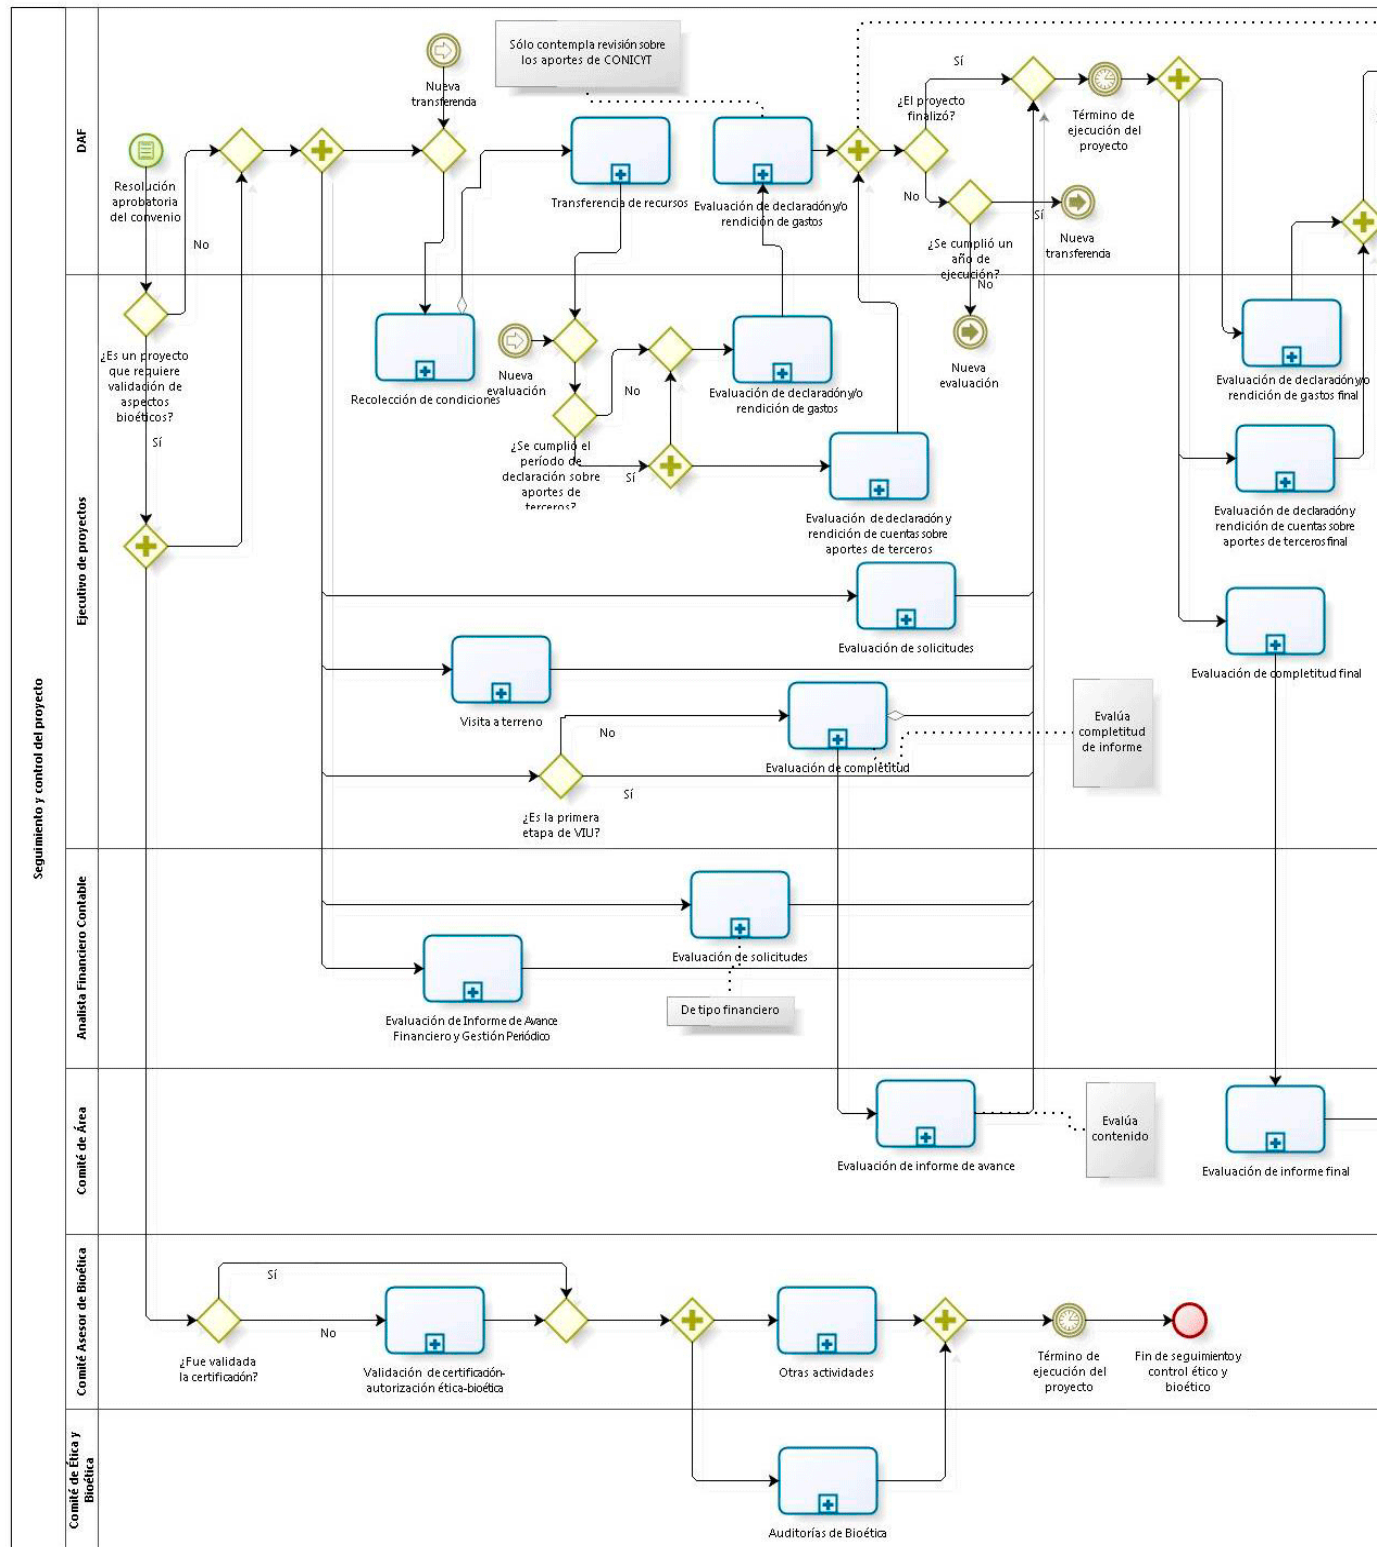 Seguimiento y control del proyecto
DAF
Sólo contempla revisión sobre
los aportes de CONICYT
Nueva
transferencia
Resolución
aprobatoria
del convenio
No
Transferencia de recursos
Evaluación de declaración y/o
rendición de gastos
¿El proyecto
finalizó?
Sí
No
Término de
ejecución del
proyecto
¿Se cumplió un
año de
ejecución?
Sí
No
Nueva
transferencia
Ejecutivo de proyectos
¿Es un proyecto
que requiere
validación de
aspectos
bioéticos?
Sí
Recolección de condiciones
Nueva
evaluación
No
¿Se cumplió el
período de
declaración sobre
aportes de
terceros?
Sí
Evaluación de declaración y/o
rendición de gastos
Nueva
evaluación
Evaluación de declaración y
rendición de cuentas sobre
aportes de terceros
Evaluación de declaración y/o
rendición de gastos final
Evaluación de declaración y
rendición de cuentas sobre
aportes de terceros final
Evaluación de solicitudes
Evaluación de completitud final
Visita a terreno
No
Evaluación de completitud
Evalúa
completitud
de informe
Sí
¿Es la primera
etapa de VIU?
Analista Financiero Contable
Evaluación de solicitudes
De tipo financiero
Evaluación de Informe de Avance
Financiero y Gestión Periódico
Comité de Área
Evaluación de informe de avance
Evalúa
contenido
Evaluación de informe final
Comité Asesor de Bioética
Sí
No
¿Fue validada
la certificación?
Validación de certificación-
autorización ética-bioética
Otras actividades
Término de
ejecución del
proyecto
Fin de seguimiento y
control ético y
bioético
Comité de Ética y
Bioética
Auditorías de Bioética